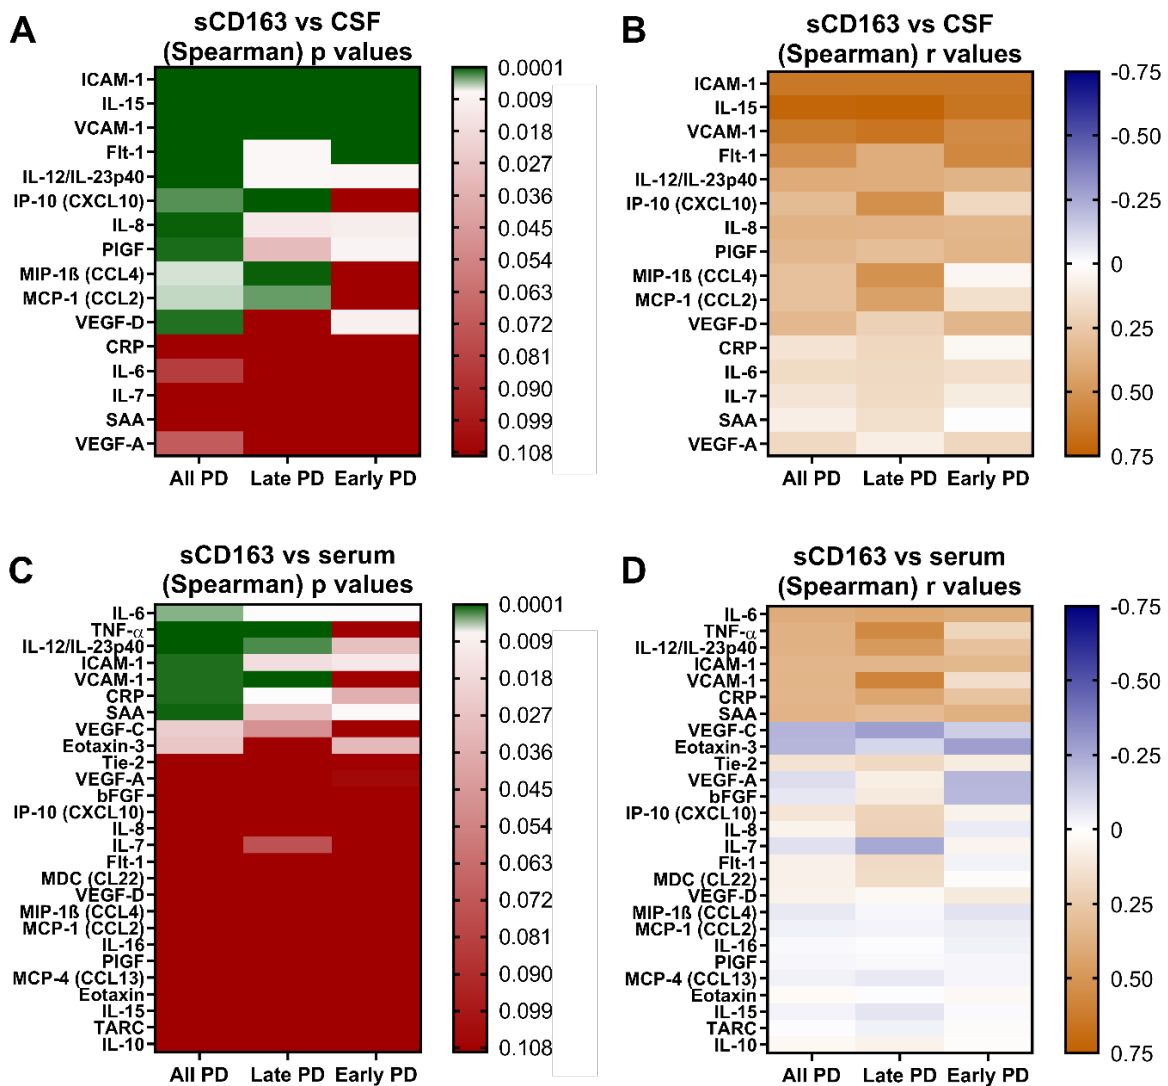 A
sCD163 vs CSF
(Spearman) p values
ICAM-1
IL-15
VCAM-1
Flt-1
IL-12/IL-23p40
IP-10 (CXCL10)
IL-8
PlGF
MIP-1ß (CCL4)
MCP-1 (CCL2)
VEGF-D
CRP
IL-6
IL-7
SAA
VEGF-A
All PD
Late PD
Early PD
0.0001
0.009
0.018
0.027
0.036
0.045
0.054
0.063
0.072
0.081
0.090
0.099
0.108
B
sCD163 vs CSF
(Spearman) r values
ICAM-1
IL-15
VCAM-1
Flt-1
IL-12/IL-23p40
IP-10 (CXCL10)
IL-8
PlGF
MIP-1ß (CCL4)
MCP-1 (CCL2)
VEGF-D
CRP
IL-6
IL-7
SAA
VEGF-A
All PD
Late PD
Early PD
-0.75
-0.50
-0.25
0
0.25
0.50
0.75
C
sCD163 vs serum
(Spearman) p values
IL-6
TNF-α
IL-12/IL-23p40
ICAM-1
VCAM-1
CRP
SAA
VEGF-C
Eotaxin-3
Tie-2
VEGF-A
bFGF
IP-10 (CXCL10)
IL-8
IL-7
Flt-1
MDC (CL22)
VEGF-D
MIP-1ß (CCL4)
MCP-1 (CCL2)
IL-16
PlGF
MCP-4 (CCL13)
Eotaxin
IL-15
TARC
IL-10
All PD
Late PD
Early PD
0.0001
0.009
0.018
0.027
0.036
0.045
0.054
0.063
0.072
0.081
0.090
0.099
0.108
D
sCD163 vs serum
(Spearman) r values
IL-6
TNF-α
IL-12/IL-23p40
ICAM-1
VCAM-1
CRP
SAA
VEGF-C
Eotaxin-3
Tie-2
VEGF-A
bFGF
IP-10 (CXCL10)
IL-8
IL-7
Flt-1
MDC (CL22)
VEGF-D
MIP-1ß (CCL4)
MCP-1 (CCL2)
IL-16
PlGF
MCP-4 (CCL13)
Eotaxin
IL-15
TARC
IL-10
All PD
Late PD
Early PD
-0.75
-0.50
-0.25
0
0.25
0.50
0.75